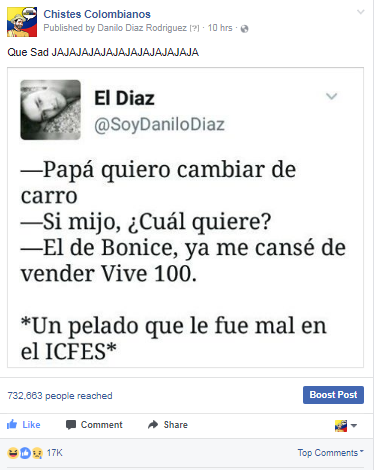 Chistes Colombianos
Published by Danilo Diaz Rodriguez [?] · 10 hrs ·
Que Sad JAJAJAJAJAJAJAJAJAJAJAJA
El Diaz
@SoyDaniloDiaz
—Papá quiero cambiar de
carro
—Si mijo, ¿Cuál quiere?
—El de Bonice, ya me cansé de
vender Vive 100.
*Un pelado que le fue mal en
el ICFES*
732,663 people reached
Boost Post
Like Comment Share
17K
Top Comments